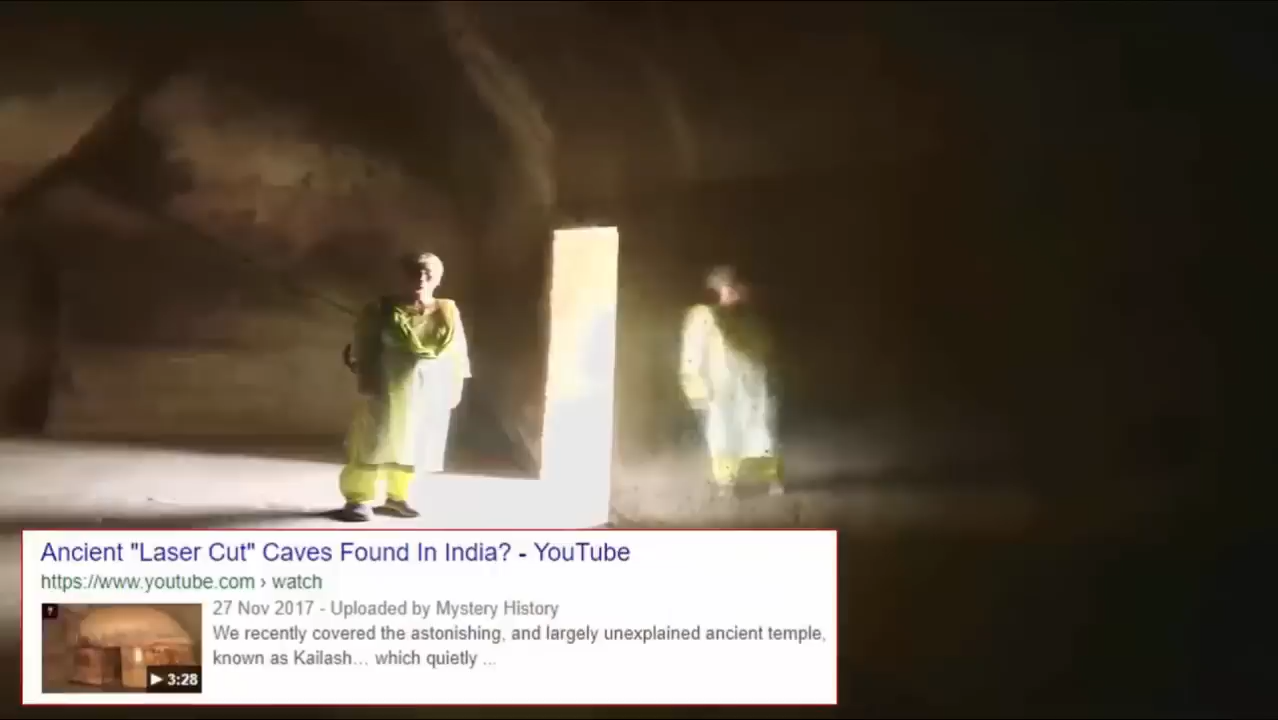 Ancient "Laser Cut" Caves Found In India? - YouTube
https://www.youtube.com › watch
27 Nov 2017 - Uploaded by Mystery History
We recently covered the astonishing, and largely unexplained ancient temple,
known as Kailash... which quietly ...
?
▶ 3:28